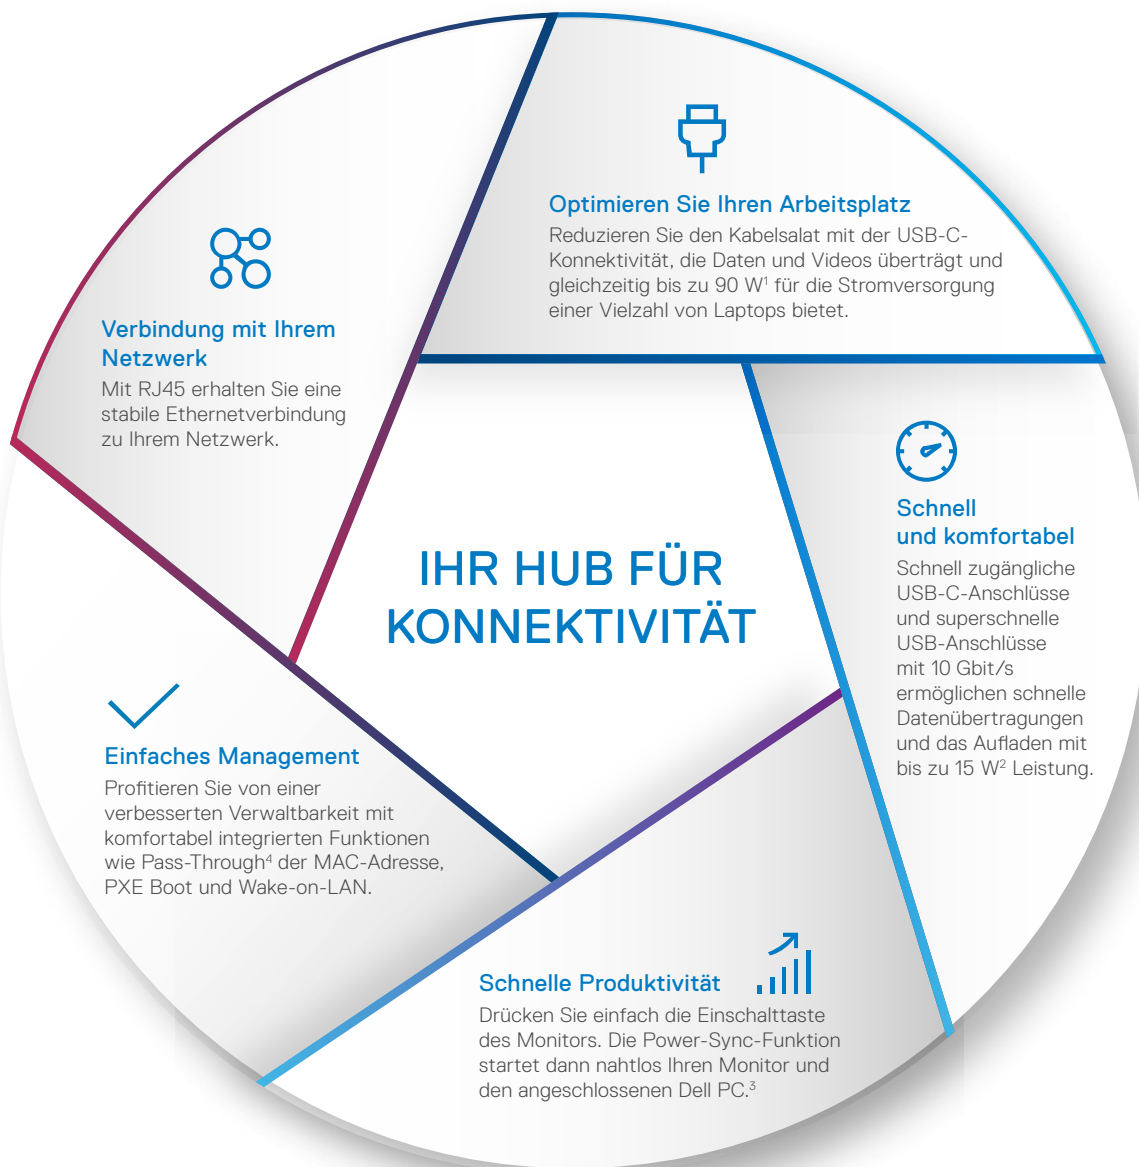 IHR HUB FÜR
KONNEKTIVITÄT
Optimieren Sie Ihren Arbeitsplatz
Reduzieren Sie den Kabelsalat mit der USB-C-
Konnektivität, die Daten und Videos überträgt und
gleichzeitig bis zu 90 W¹ für die Stromversorgung
einer Vielzahl von Laptops bietet.
Schnell
und komfortabel
Schnell zugängliche
USB-C-Anschlüsse
und superschnelle
USB-Anschlüsse
mit 10 Gbit/s
ermöglichen schnelle
Datenübertragungen
und das Aufladen mit
bis zu 15 W² Leistung.
Schnelle Produktivität
Drücken Sie einfach die Einschalttaste
des Monitors. Die Power-Sync-Funktion
startet dann nahtlos Ihren Monitor und
den angeschlossenen Dell PC.³
Einfaches Management
Profitieren Sie von einer
verbesserten Verwaltbarkeit mit
komfortabel integrierten Funktionen
wie Pass-Through⁴ der MAC-Adresse,
PXE Boot und Wake-on-LAN.
Verbindung mit Ihrem
Netzwerk
Mit RJ45 erhalten Sie eine
stabile Ethernetverbindung
zu Ihrem Netzwerk.